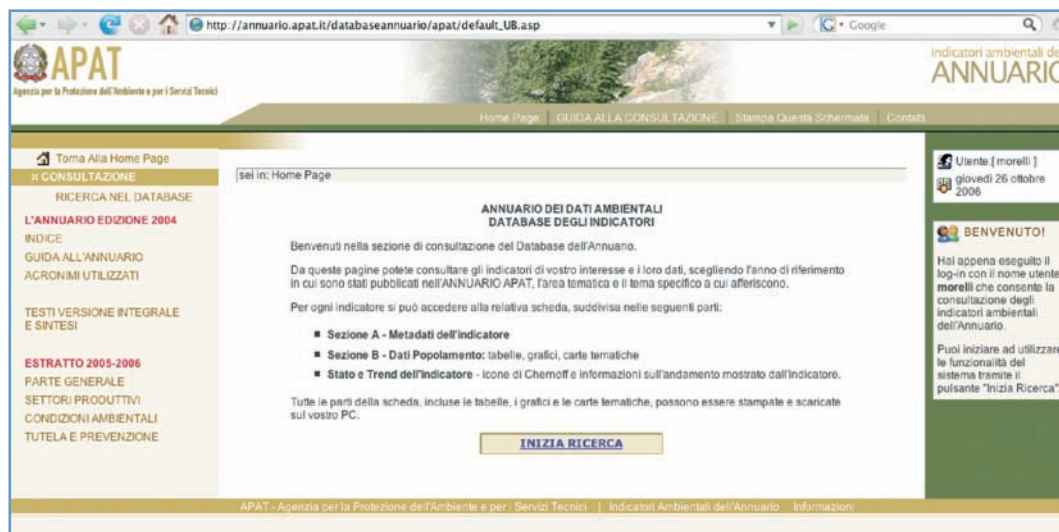 http://annuario.apat.it/databaseannuario/apat/default_UB.asp
Google
APAT
Agenzia per la Protezione dell'Ambiente e per i Servizi Tecnici
indicatori ambientali de
ANNUARIO
Home Page | GUIDA ALLA CONSULTAZIONE | Stampa Questa Schermata | Contatti
Torna Alla Home Page
:: CONSULTAZIONE
RICERCA NEL DATABASE
L'ANNUARIO EDIZIONE 2004
INDICE
GUIDA ALL'ANNUARIO
ACRONIMI UTILIZZATI
TESTI VERSIONE INTEGRALE
E SINTESI
ESTRATTO 2005-2006
PARTE GENERALE
SETTORI PRODUTTIVI
CONDIZIONI AMBIENTALI
TUTELA E PREVENZIONE
sei in: Home Page
ANNUARIO DEI DATI AMBIENTALI
DATABASE DEGLI INDICATORI
Benvenuti nella sezione di consultazione del Database dell'Annuario.
Da queste pagine potete consultare gli indicatori di vostro interesse e i loro dati, scegliendo l'anno di riferimento
in cui sono stati pubblicati nell'ANNUARIO APAT, l'area tematica e il tema specifico a cui afferiscono.
Per ogni indicatore si può accedere alla relativa scheda, suddivisa nelle seguenti parti:
■ Sezione A - Metadati dell'indicatore
■ Sezione B - Dati Popolamento: tabelle, grafici, carte tematiche
■ Stato e Trend dell'indicatore - icone di Chernoff e informazioni sull'andamento mostrato dall'indicatore.
Tutte le parti della scheda, incluse le tabelle, i grafici e le carte tematiche, possono essere stampate e scaricate
sul vostro PC.
INIZIA RICERCA
Utente:[ morelli ]
giovedì 26 ottobre
2006
BENVENUTO!
Hai appena eseguito il
log-in con il nome utente
morelli che consente la
consultazione degli
indicatori ambientali
dell'Annuario.
Puoi iniziare ad utilizzare
le funzionalità del
sistema tramite il
pulsante "Inizia Ricerca".
APAT - Agenzia per la Protezione dell'Ambiente e per i Servizi Tecnici | Indicatori Ambientali dell'Annuario Informazioni